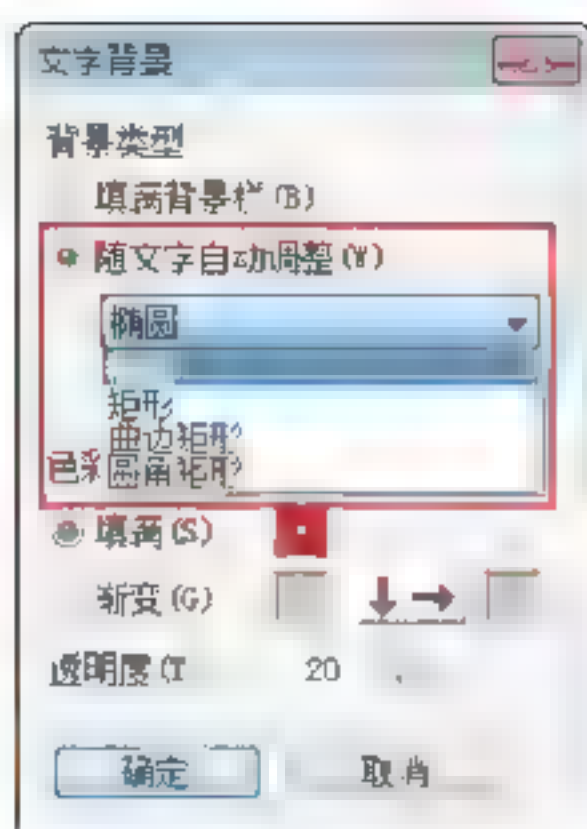 文字背景
背景类型
填满背景栏(B)
随文字自动调整(W)
椭圆
矩形
曲边矩形
色彩
圆角矩形
填满(S)
渐变(G)
透明度(T
20
确定
取消